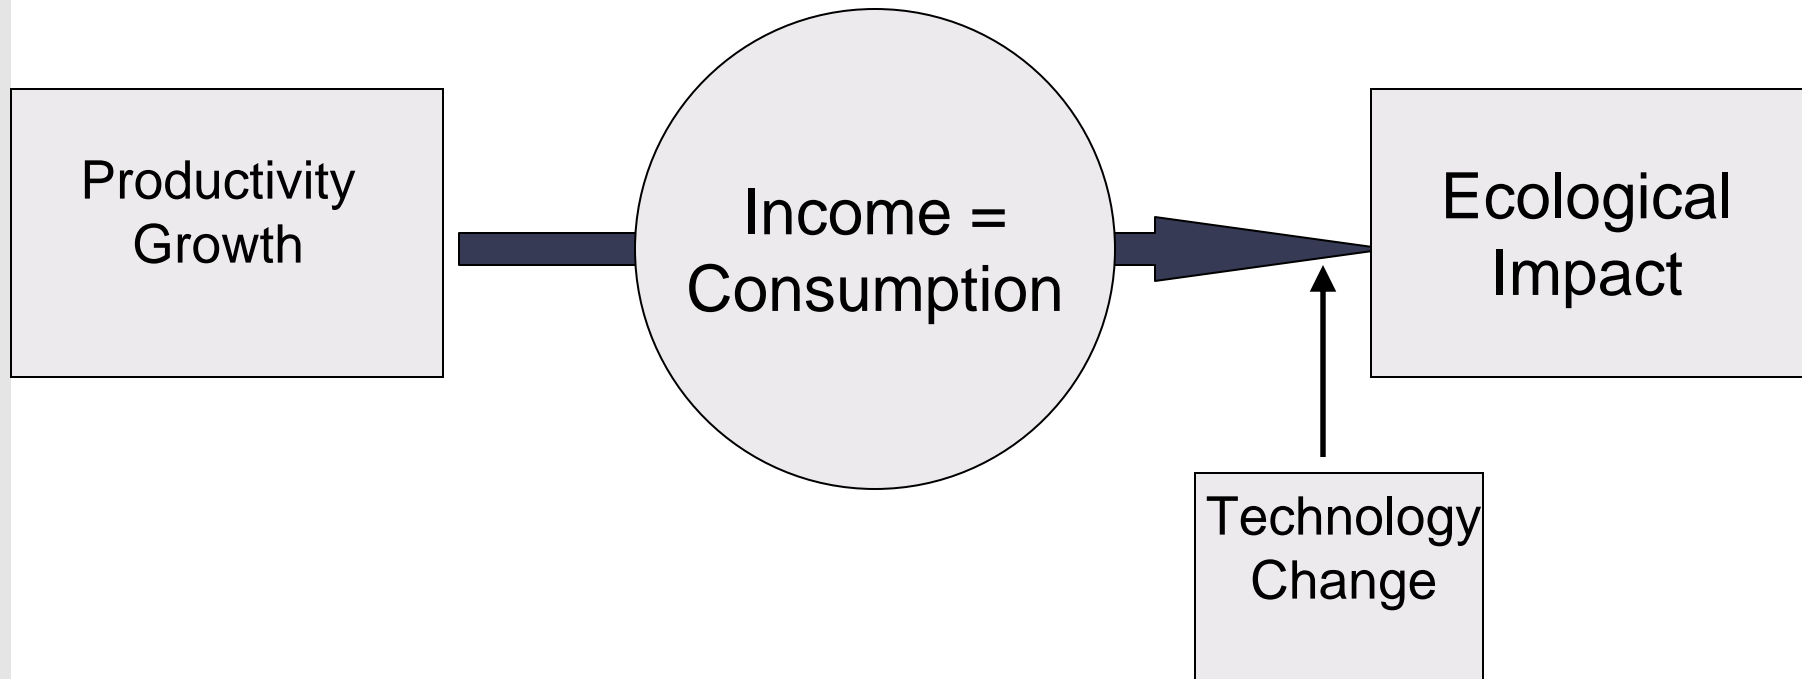 Productivity
Growth
Income =
Consumption
Ecological
Impact
Technology
Change